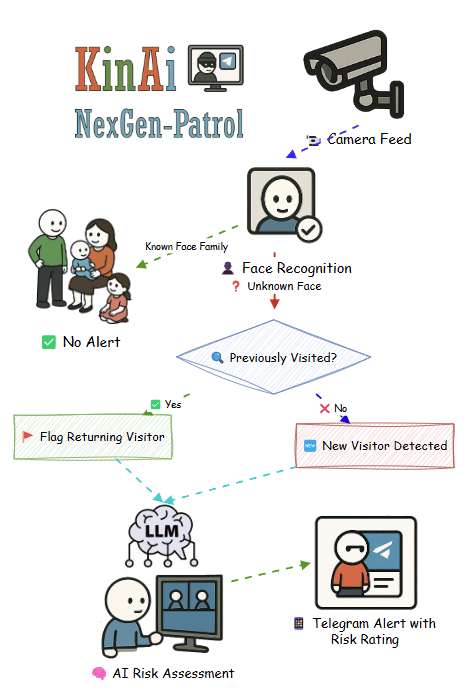 KinAi
NexGen-Patrol
Camera Feed
Known Face Family
Face Recognition
❓ Unknown Face
✅ No Alert
🔍 Previously Visited?
✅ Yes
❌ No
🚩 Flag Returning Visitor
🆕 New Visitor Detected
LLM
Telegram Alert with
Risk Rating
🧠 AI Risk Assessment